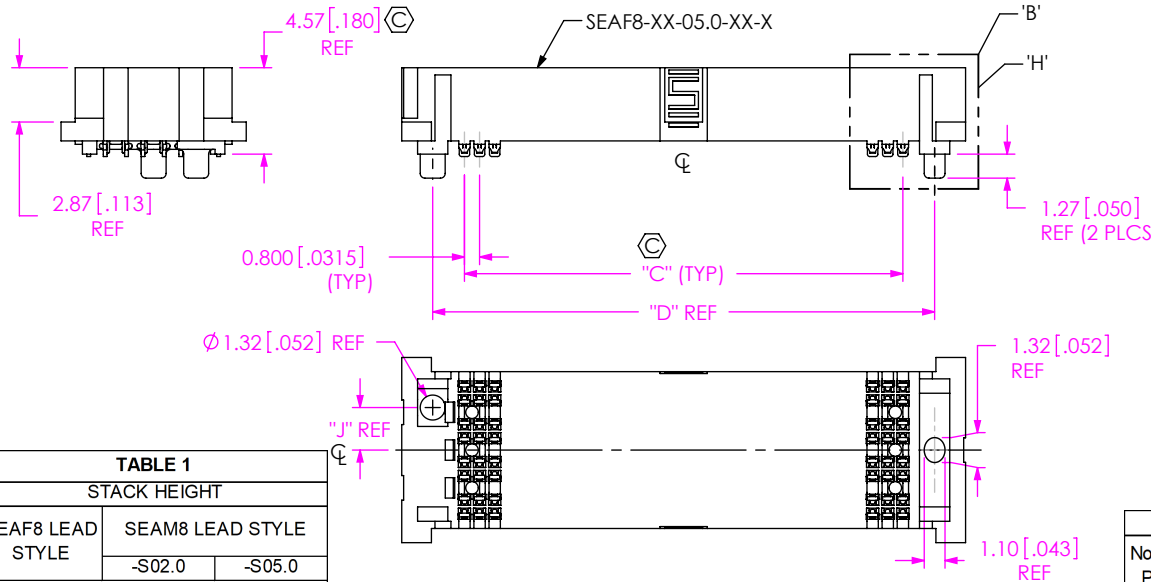 4.57[.180] C
REF
SEAF8-XX-05.0-XX-X
'B'
'H'
2.87[.113]
REF
℄
1.27[.050]
REF (2 PLCS
0.800[.0315]
(TYP)
C
"C" (TYP)
"D" REF
Ø1.32[.052] REF
1.32[.052]
REF
"J" REF
℄
1.10[.043]
REF
TABLE 1
STACK HEIGHT
EAF8 LEAD
STYLE
SEAM8 LEAD STYLE
-S02.0
-S05.0
No
P